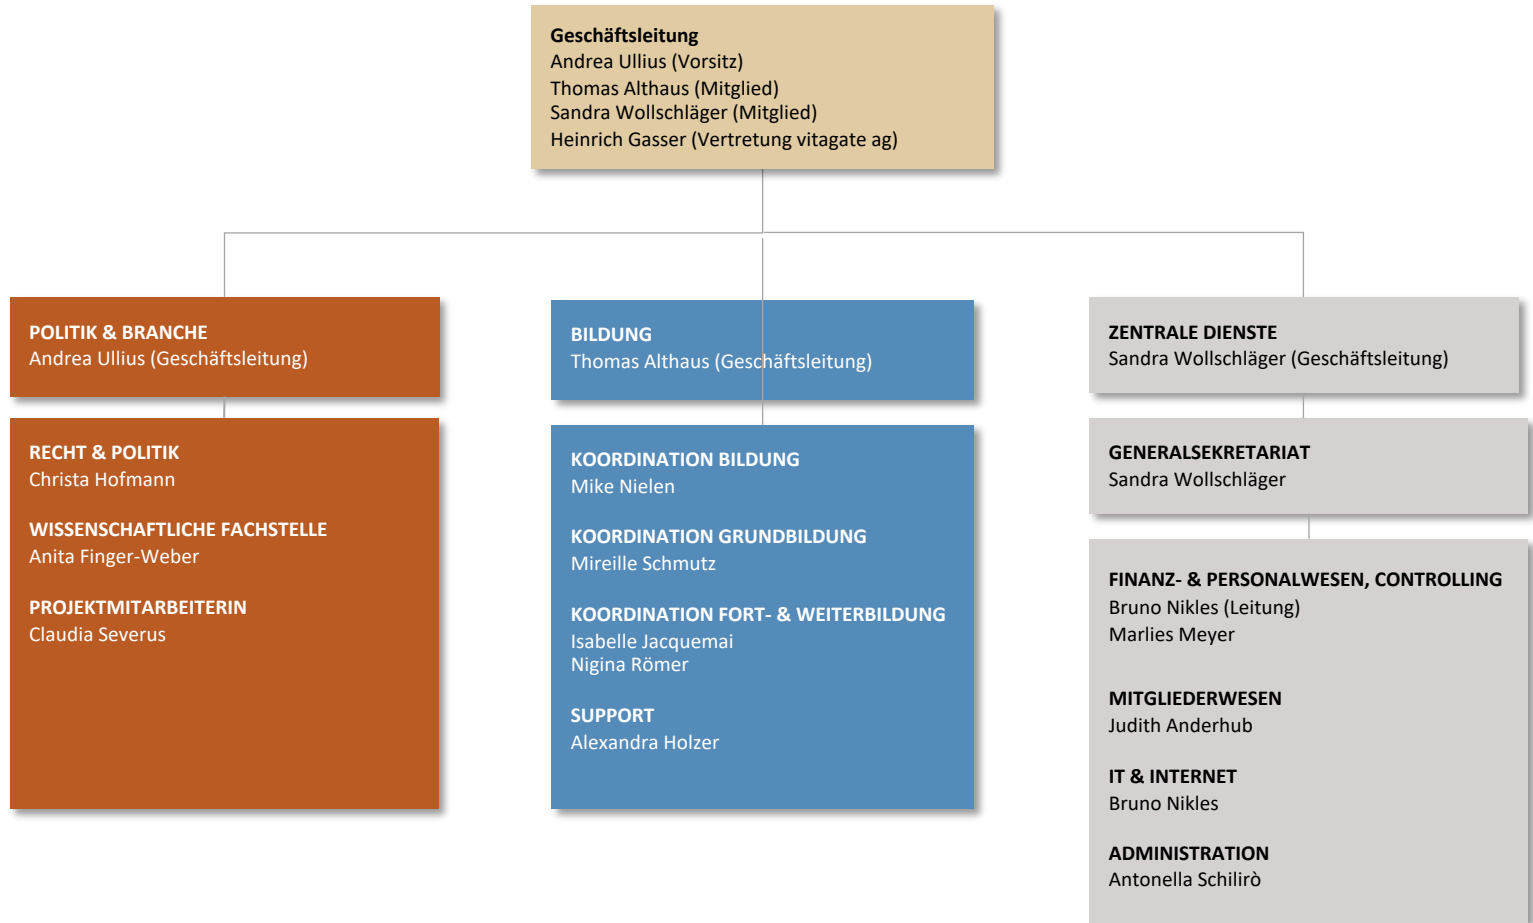 Geschäftsleitung
Andrea Ullius (Vorsitz)
Thomas Althaus (Mitglied)
Sandra Wollschläger (Mitglied)
Heinrich Gasser (Vertretung vitagate ag)
POLITIK & BRANCHE
Andrea Ullius (Geschäftsleitung)
RECHT & POLITIK
Christa Hofmann
WISSENSCHAFTLICHE FACHSTELLE
Anita Finger-Weber
PROJEKTMITARBEITERIN
Claudia Severus
BILDUNG
Thomas Althaus (Geschäftsleitung)
KOORDINATION BILDUNG
Mike Nielen
KOORDINATION GRUNDBILDUNG
Mireille Schmutz
KOORDINATION FORT- & WEITERBILDUNG
Isabelle Jacquemai
Nigina Römer
SUPPORT
Alexandra Holzer
ZENTRALE DIENSTE
Sandra Wollschläger (Geschäftsleitung)
GENERALSEKRETARIAT
Sandra Wollschläger
FINANZ- & PERSONALWESEN, CONTROLLING
Bruno Nikles (Leitung)
Marlies Meyer
MITGLIEDERWESEN
Judith Anderhub
IT & INTERNET
Bruno Nikles
ADMINISTRATION
Antonella Schilirò